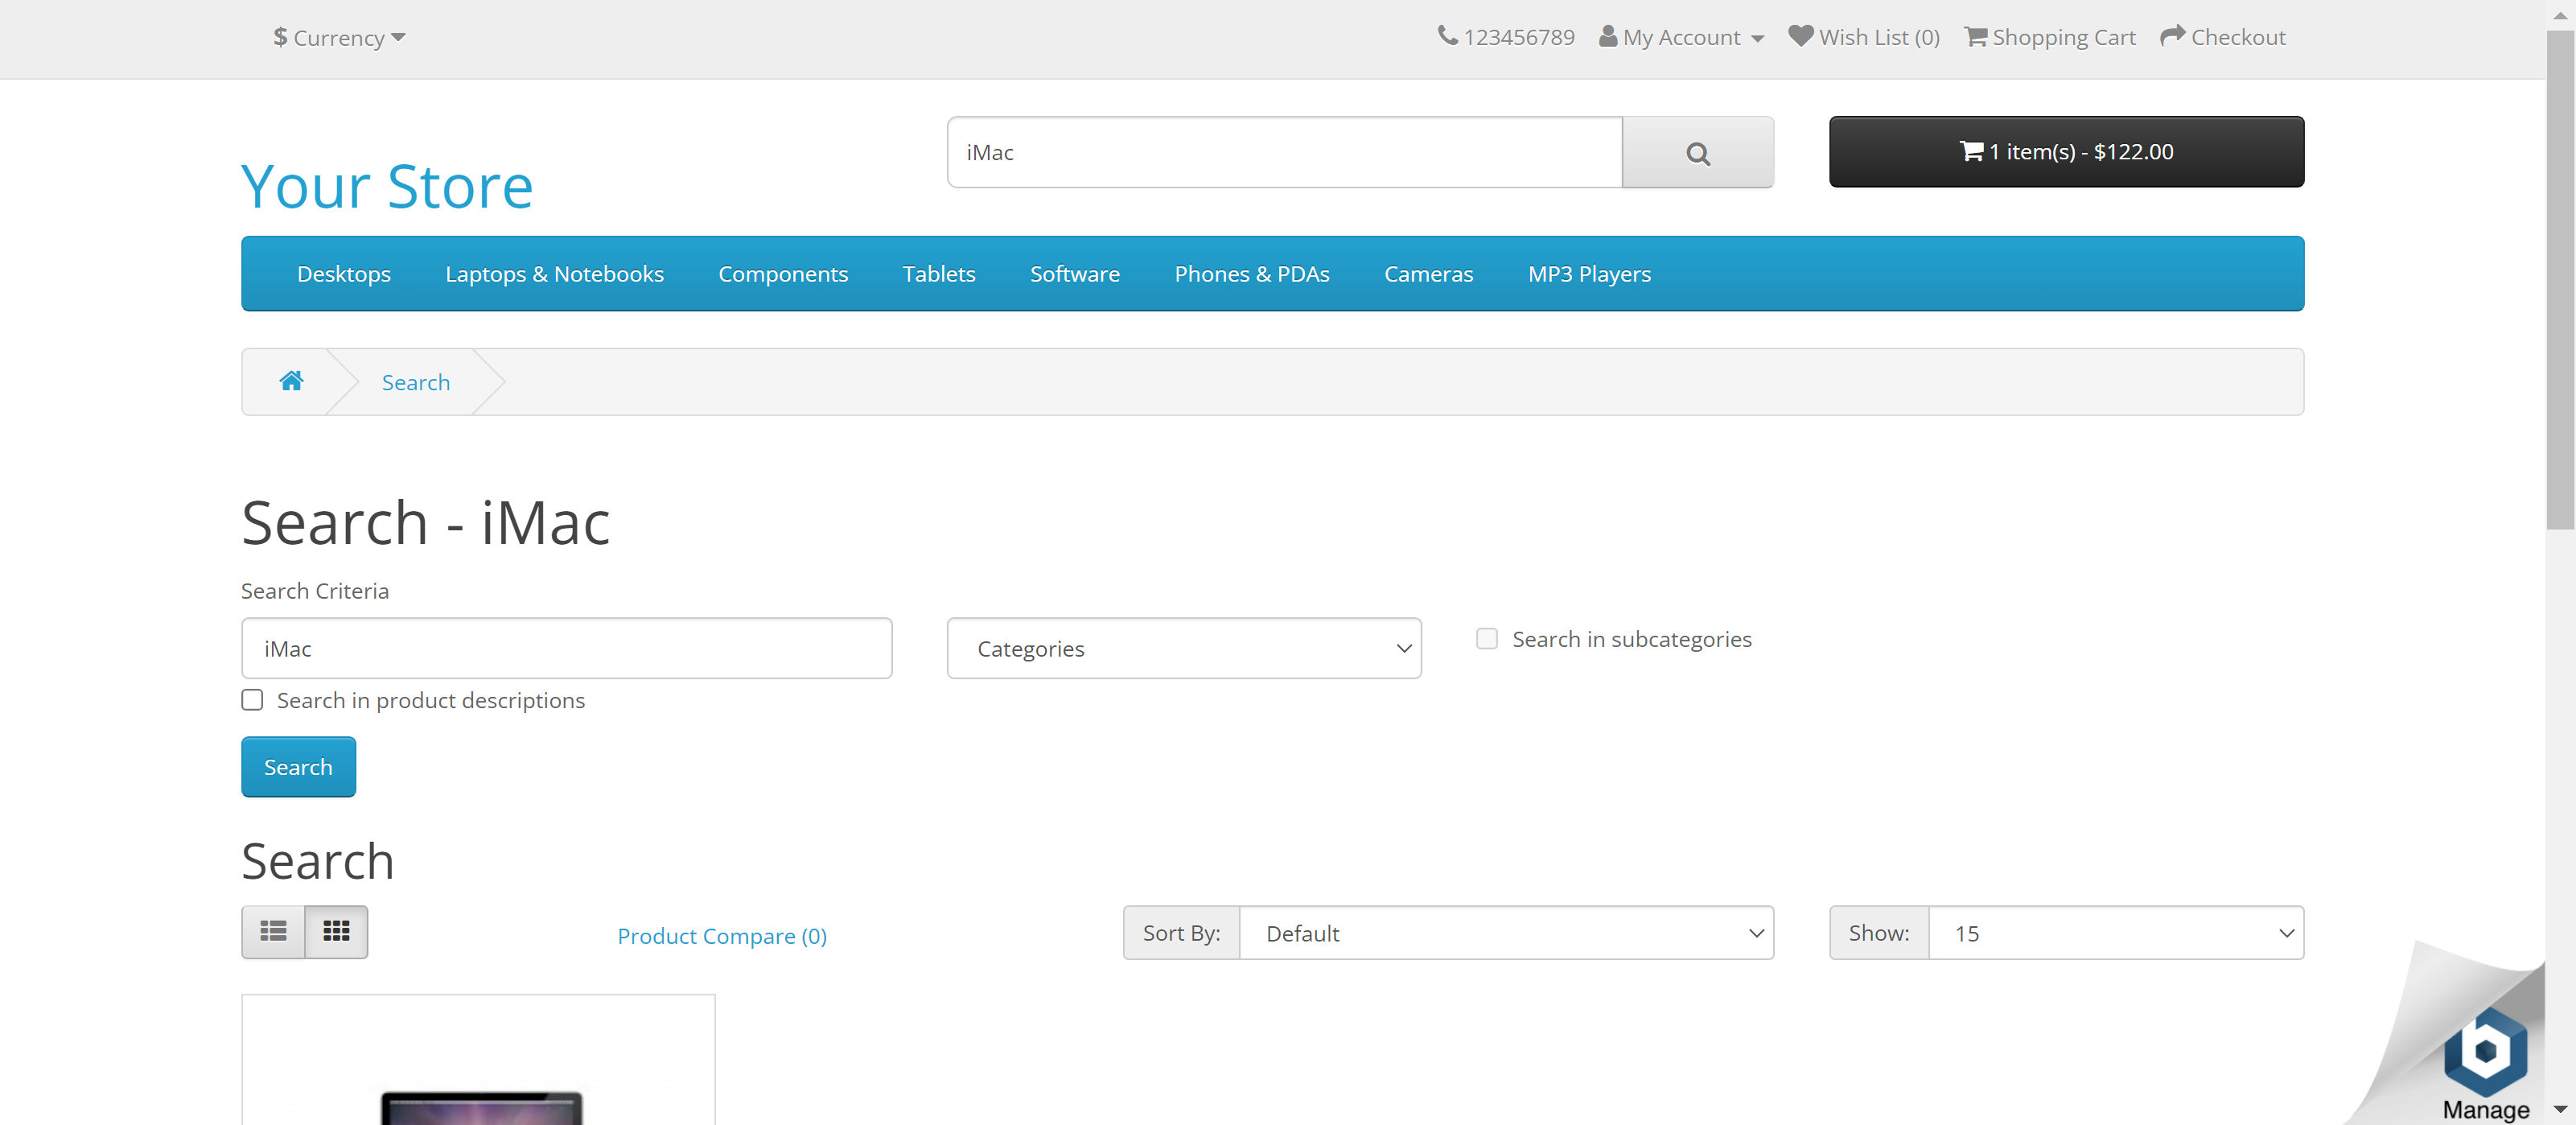 $ Currency
123456789 My Account Wish List (0) Shopping Cart Checkout
Your Store
iMac
1 item(s) - $122.00
Desktops Laptops & Notebooks Components Tablets Software Phones & PDAs Cameras MP3 Players
Search
Search - iMac
Search Criteria
iMac
Categories
Search in subcategories
Search in product descriptions
Search
Search
Product Compare (0)
Sort By: Default
Show: 15
Manage